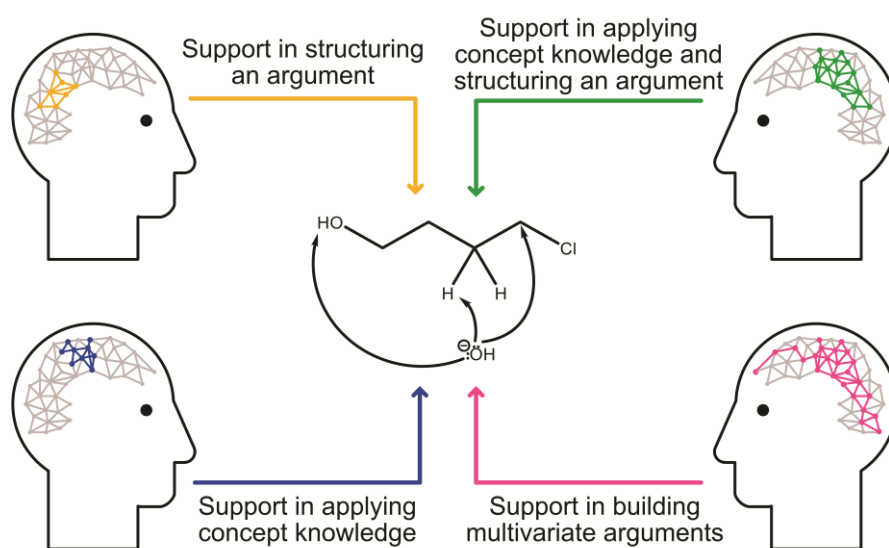 Support in structuring
an argument
Support in applying
concept knowledge and
structuring an argument
HO
Cl
H
H
⊖
:ÖH
Support in applying
concept knowledge
Support in building
multivariate arguments